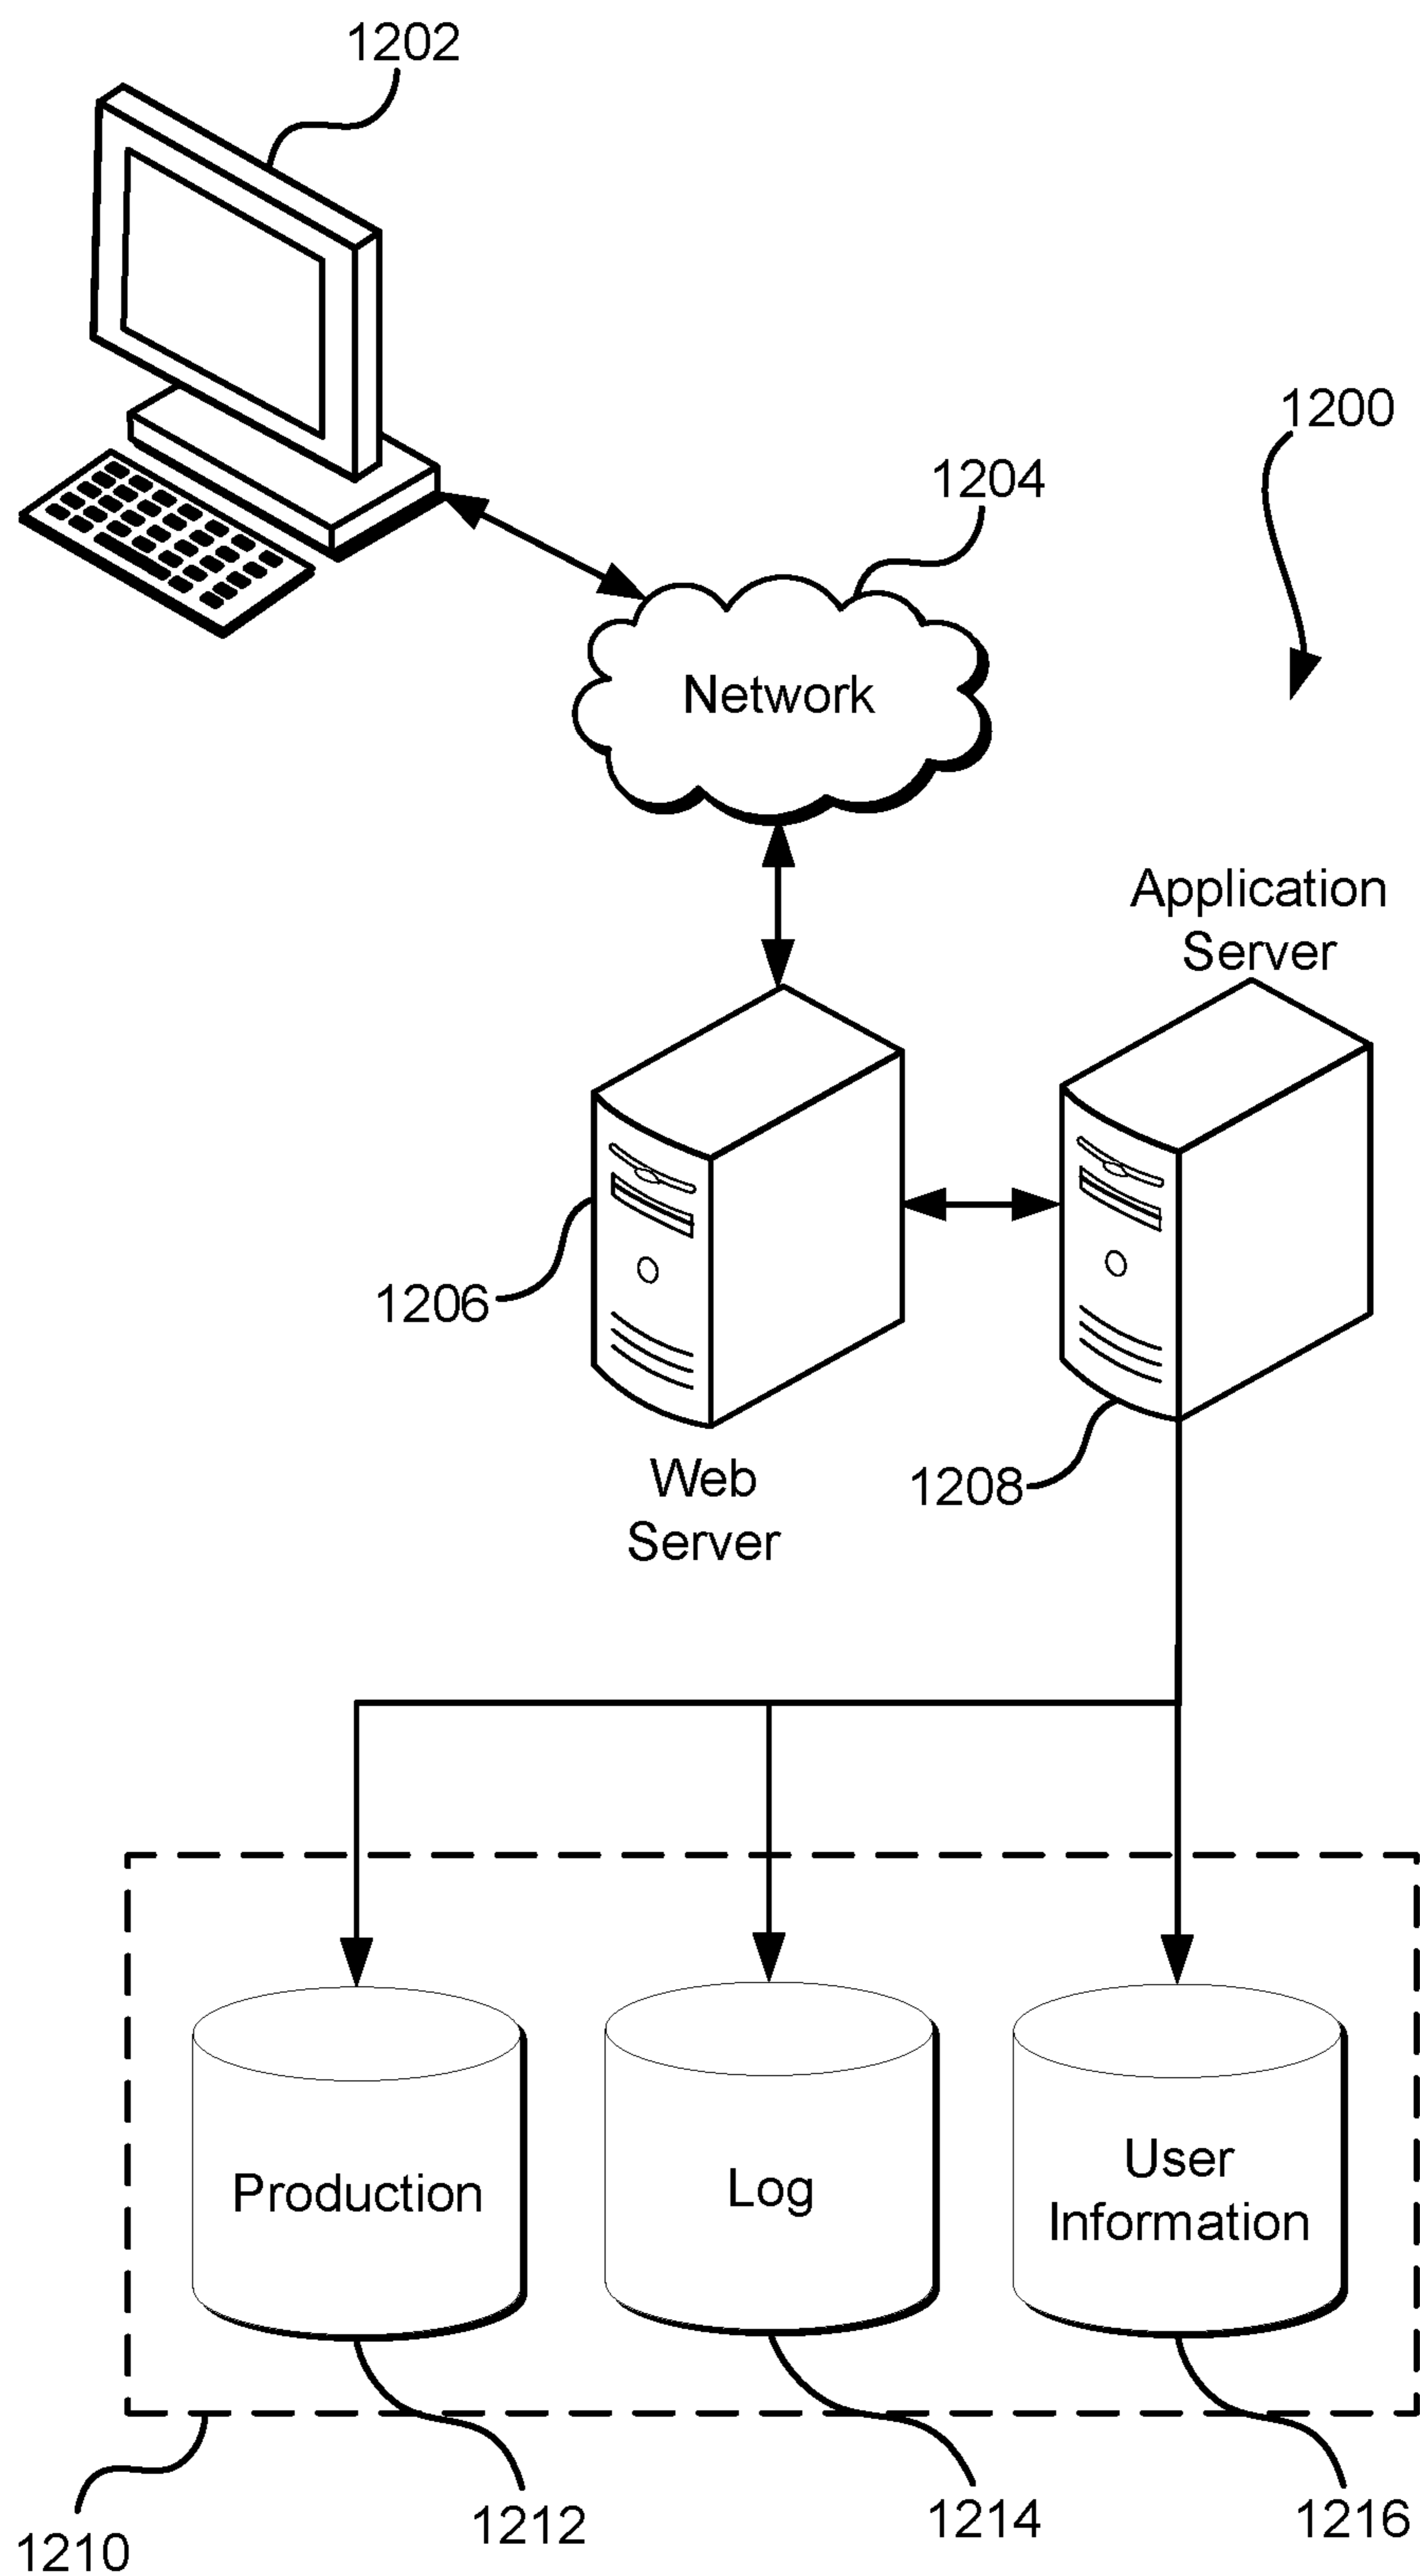 1202
1200
1204
Network
Application
Server
1206
Web
Server
1208
Production
Log
User
Information
1210
1212
1214
1216